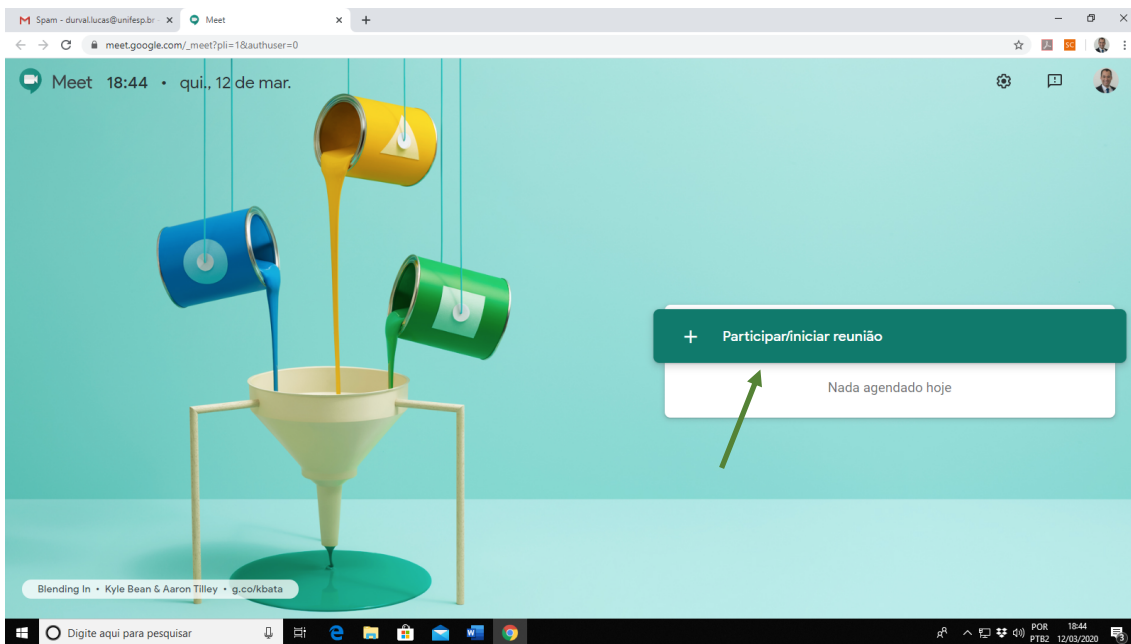 Spam - durval.lucas@unifesp.br -
Meet
meet.google.com/_meet?pli=1&authuser=0
SC
Meet 18:44 • qui., 12 de mar.
+ Participar/iniciar reunião
Nada agendado hoje
Blending In • Kyle Bean & Aaron Tilley • g.co/kbata
Digite aqui para pesquisar
POR 18:44
PTB2 12/03/2020
3